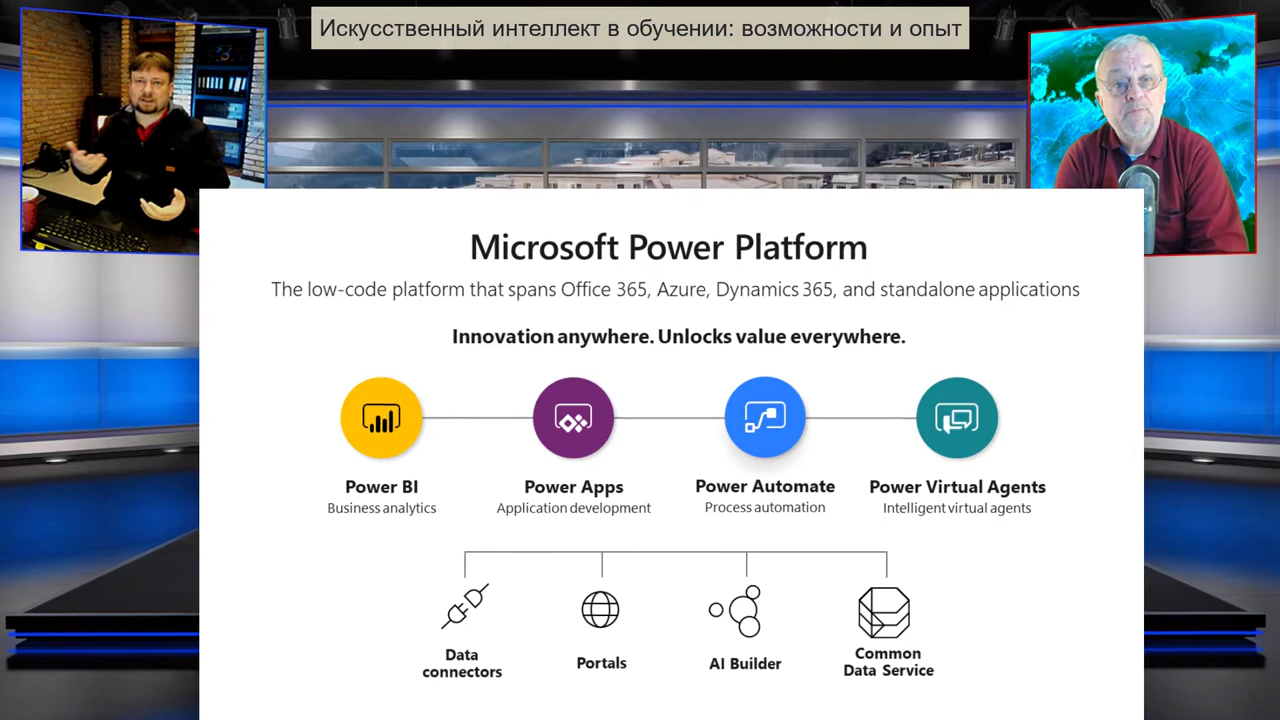 Искусственный интеллект в обучении: возможности и опыт
Microsoft Power Platform
The low-code platform that spans Office 365, Azure, Dynamics 365, and standalone applications
Innovation anywhere. Unlocks value everywhere.
Power BI
Business analytics
Power Apps
Application development
Power Automate
Process automation
Power Virtual Agents
Intelligent virtual agents
Data
connectors
Portals
AI Builder
Common
Data Service